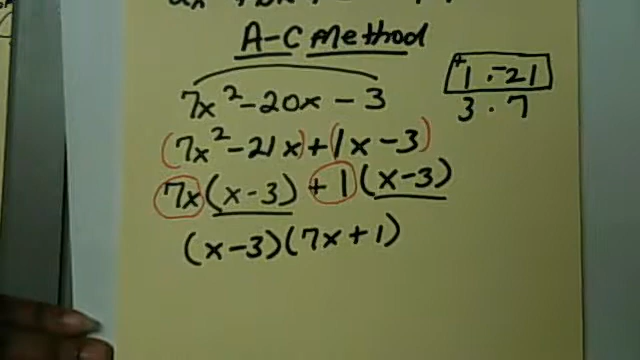 A-C Method
7x² - 20x - 3
+1 · -21
3 · 7
(7x² - 21x) + (1x - 3)
7x(x - 3) + 1(x - 3)
(x - 3)(7x + 1)